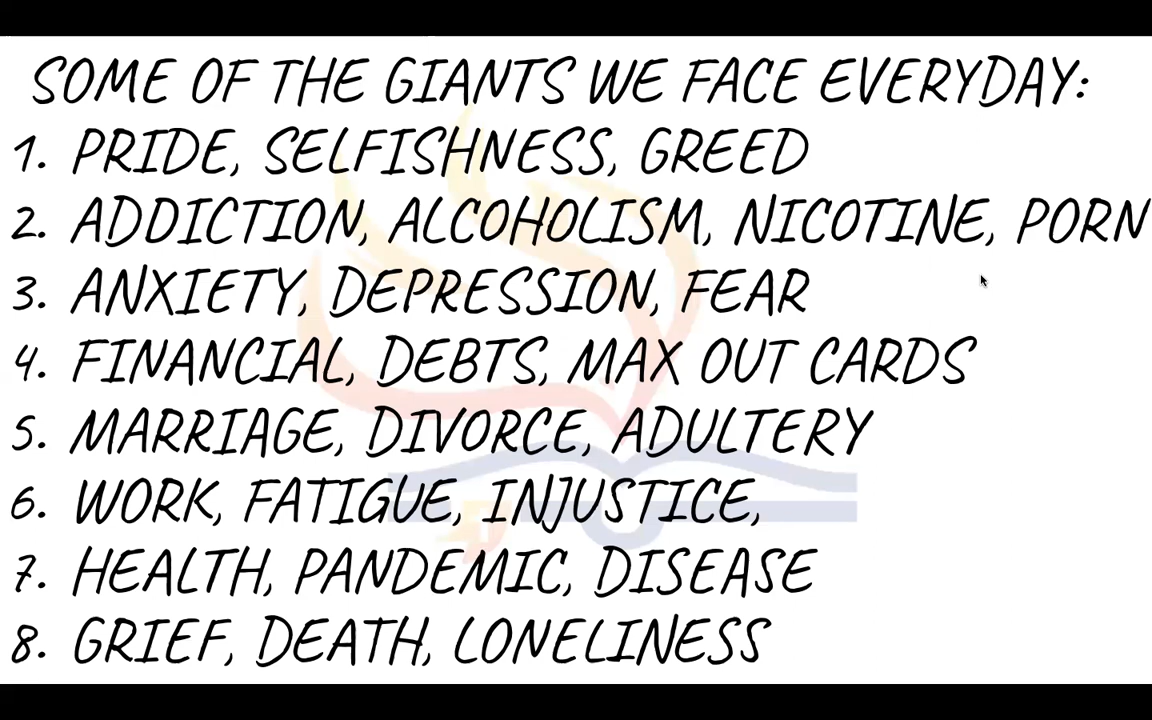 SOME OF THE GIANTS WE FACE EVERYDAY:
1. PRIDE, SELFISHNESS, GREED
2. ADDICTION, ALCOHOLISM, NICOTINE, PORN
3. ANXIETY, DEPRESSION, FEAR
4. FINANCIAL, DEBTS, MAX OUT CARDS
5. MARRIAGE, DIVORCE, ADULTERY
6. WORK, FATIGUE, INJUSTICE,
7. HEALTH, PANDEMIC, DISEASE
8. GRIEF, DEATH, LONELINESS